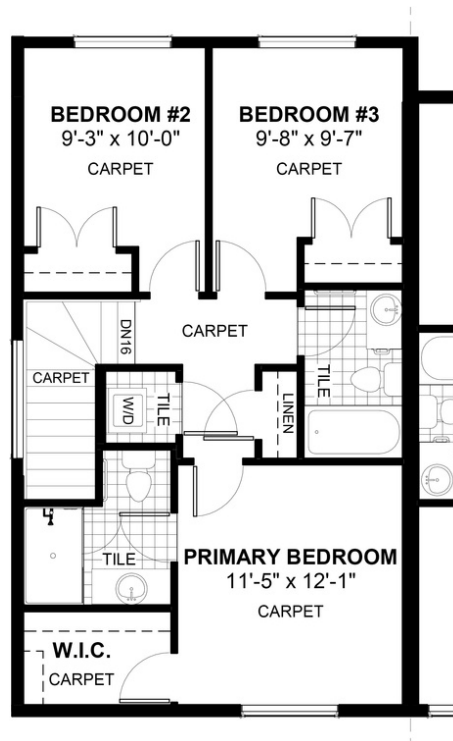 BEDROOM #2
9'-3" x 10'-0"
CARPET
BEDROOM #3
9'-8" x 9'-7"
CARPET
DN16
CARPET
CARPET
TILE
W/D
TILE
LINEN
TILE
PRIMARY BEDROOM
11'-5" x 12'-1"
CARPET
W.I.C.
CARPET